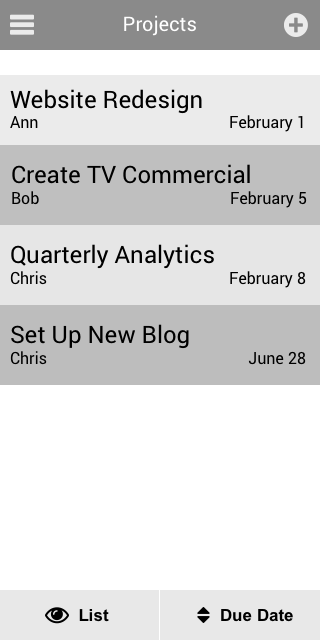 Projects
Website Redesign
Ann February 1
Create TV Commercial
Bob February 5
Quarterly Analytics
Chris February 8
Set Up New Blog
Chris June 28
List Due Date